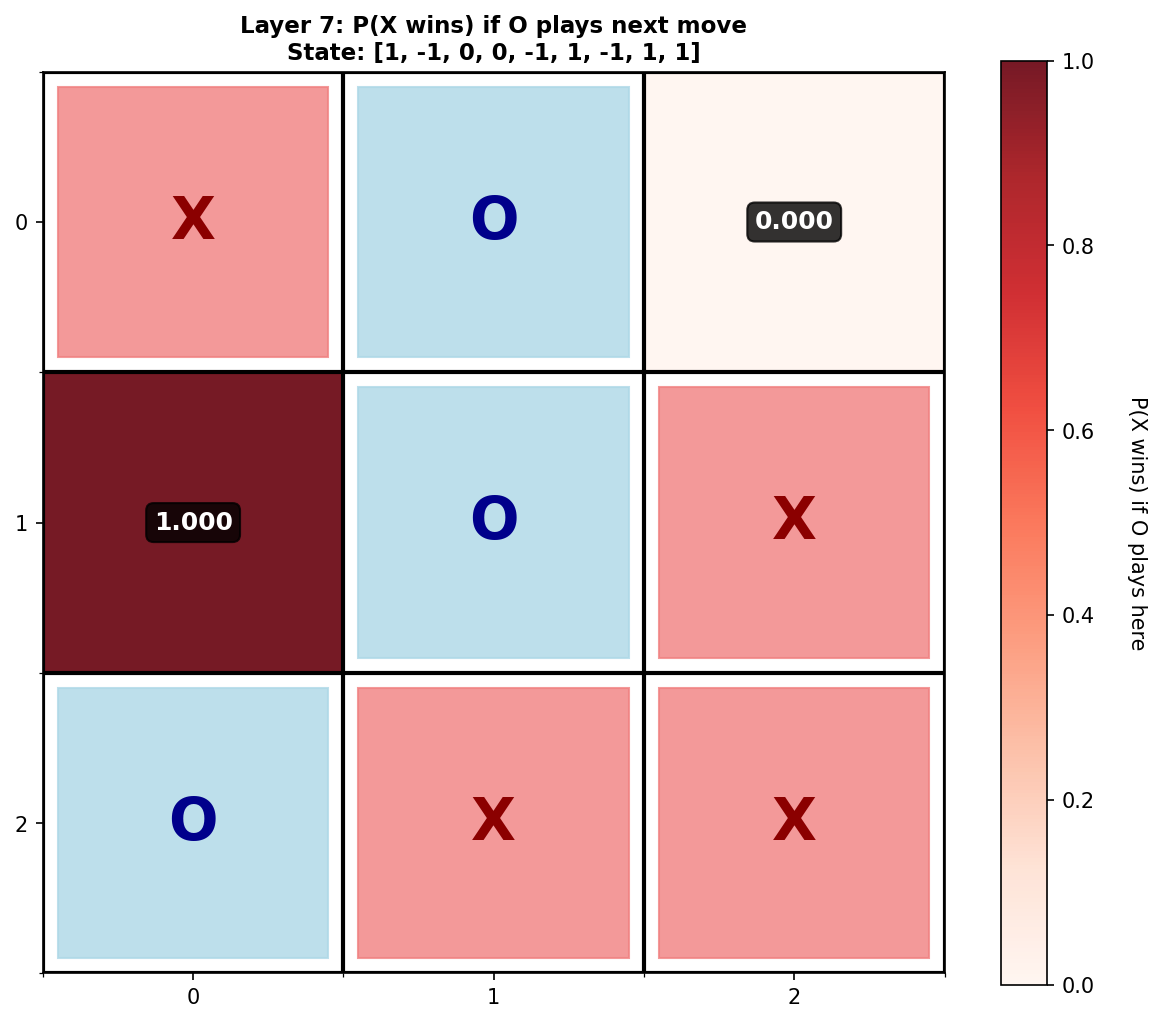 Layer 7: P(X wins) if O plays next move
State: [1, -1, 0, 0, -1, 1, -1, 1, 1]
0
X
O
0.000
1
1.000
O
X
2
O
X
X
0
1
2
1.0
0.8
0.6
0.4
0.2
0.0
P(X wins) if O plays here